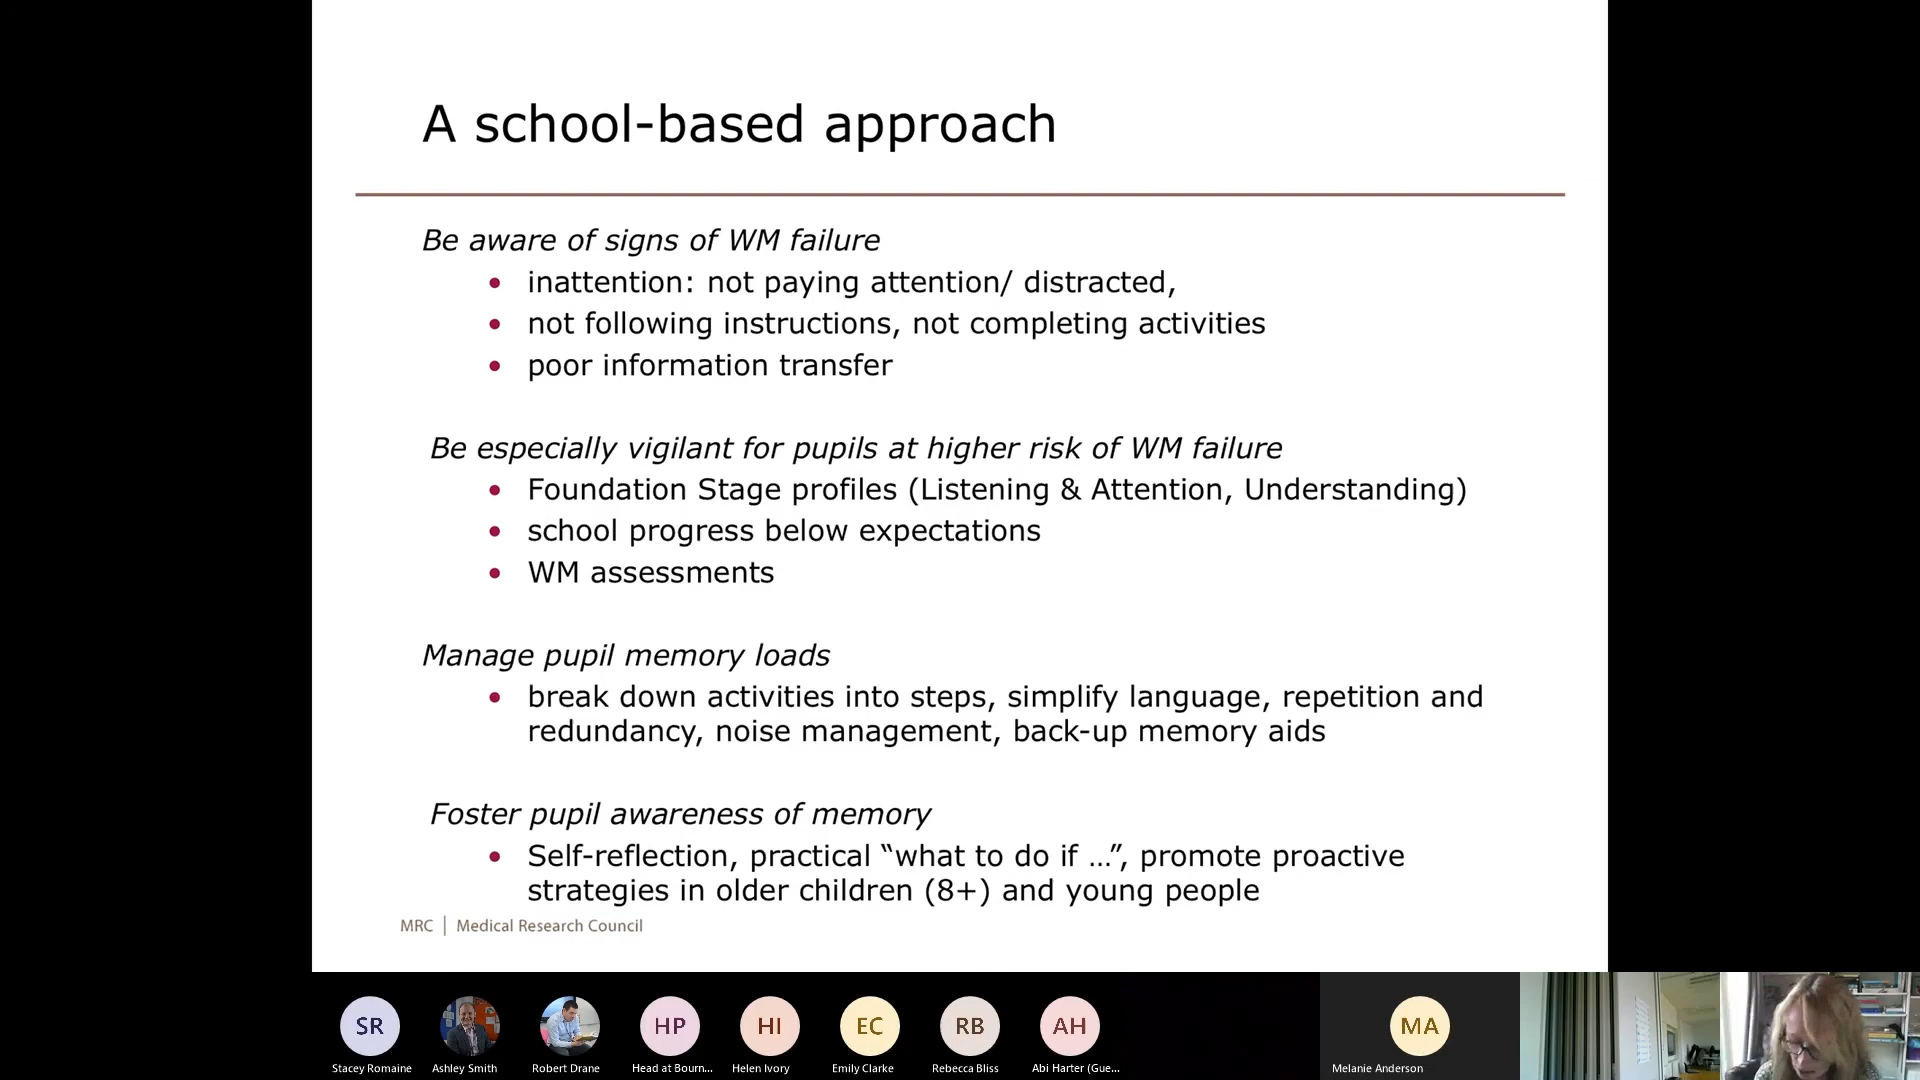 A school-based approach
Be aware of signs of WM failure
• inattention: not paying attention/ distracted,
• not following instructions, not completing activities
• poor information transfer
Be especially vigilant for pupils at higher risk of WM failure
• Foundation Stage profiles (Listening & Attention, Understanding)
• school progress below expectations
• WM assessments
Manage pupil memory loads
• break down activities into steps, simplify language, repetition and
redundancy, noise management, back-up memory aids
Foster pupil awareness of memory
• Self-reflection, practical “what to do if …”, promote proactive
strategies in older children (8+) and young people
MRC | Medical Research Council
SR HP HI EC RB AH MA
Stacey Romaine Ashley Smith Robert Drane Head at Bourn... Helen Ivory Emily Clarke Rebecca Bliss Abi Harter (Gue... Melanie Anderson